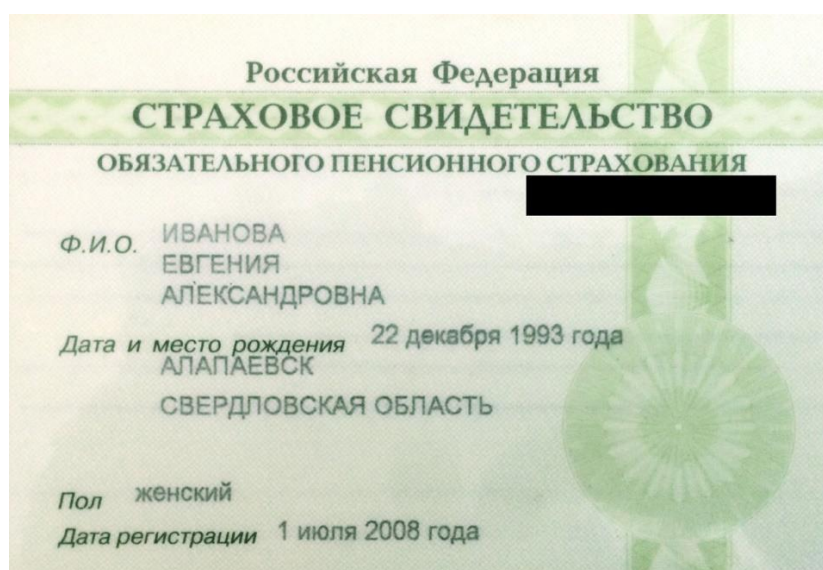 Российская Федерация
СТРАХОВОЕ СВИДЕТЕЛЬСТВО
ОБЯЗАТЕЛЬНОГО ПЕНСИОННОГО СТРАХОВАНИЯ
Ф.И.О. ИВАНОВА
ЕВГЕНИЯ
АЛЕКСАНДРОВНА
Дата и место рождения 22 декабря 1993 года
АЛАПАЕВСК
СВЕРДЛОВСКАЯ ОБЛАСТЬ
Пол женский
Дата регистрации 1 июля 2008 года